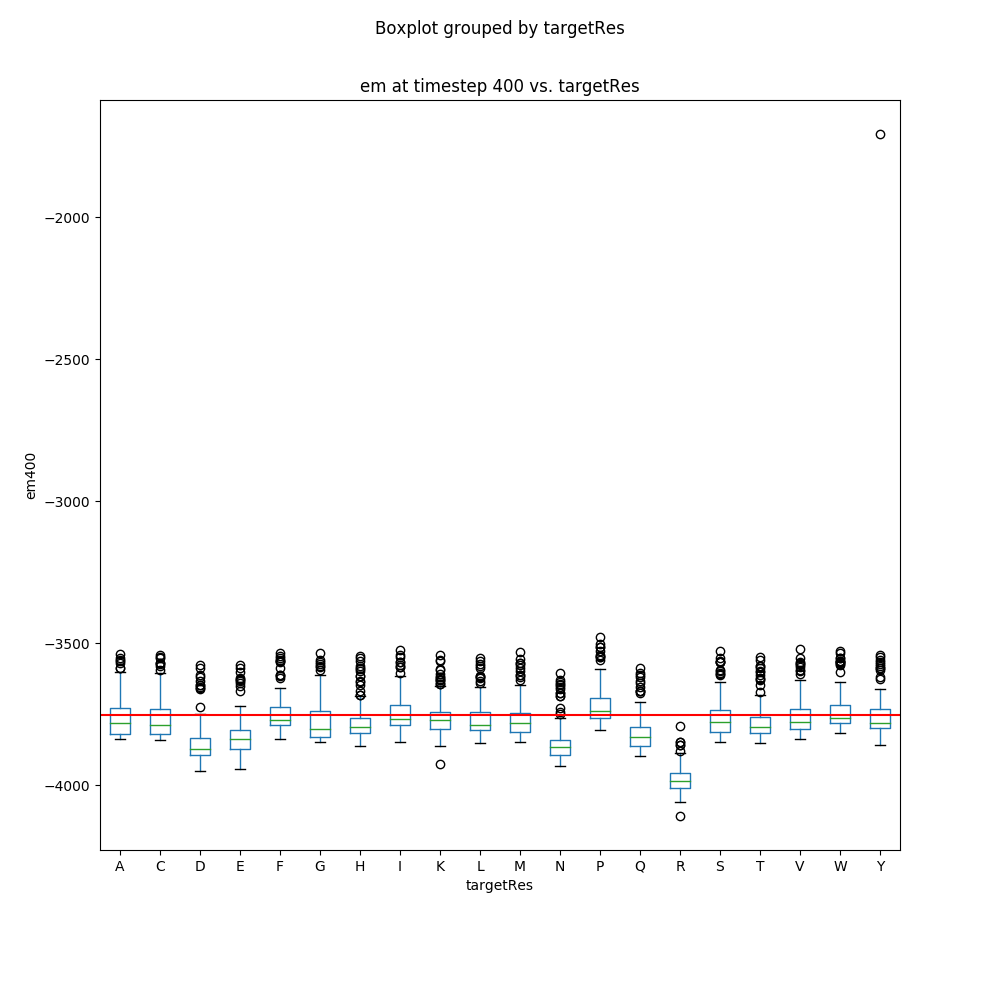 Boxplot grouped by targetRes
em at timestep 400 vs. targetRes
−2000
−2500
−3000
−3500
−4000
em400
A C D E F G H I K L M N P Q R S T V W Y
targetRes